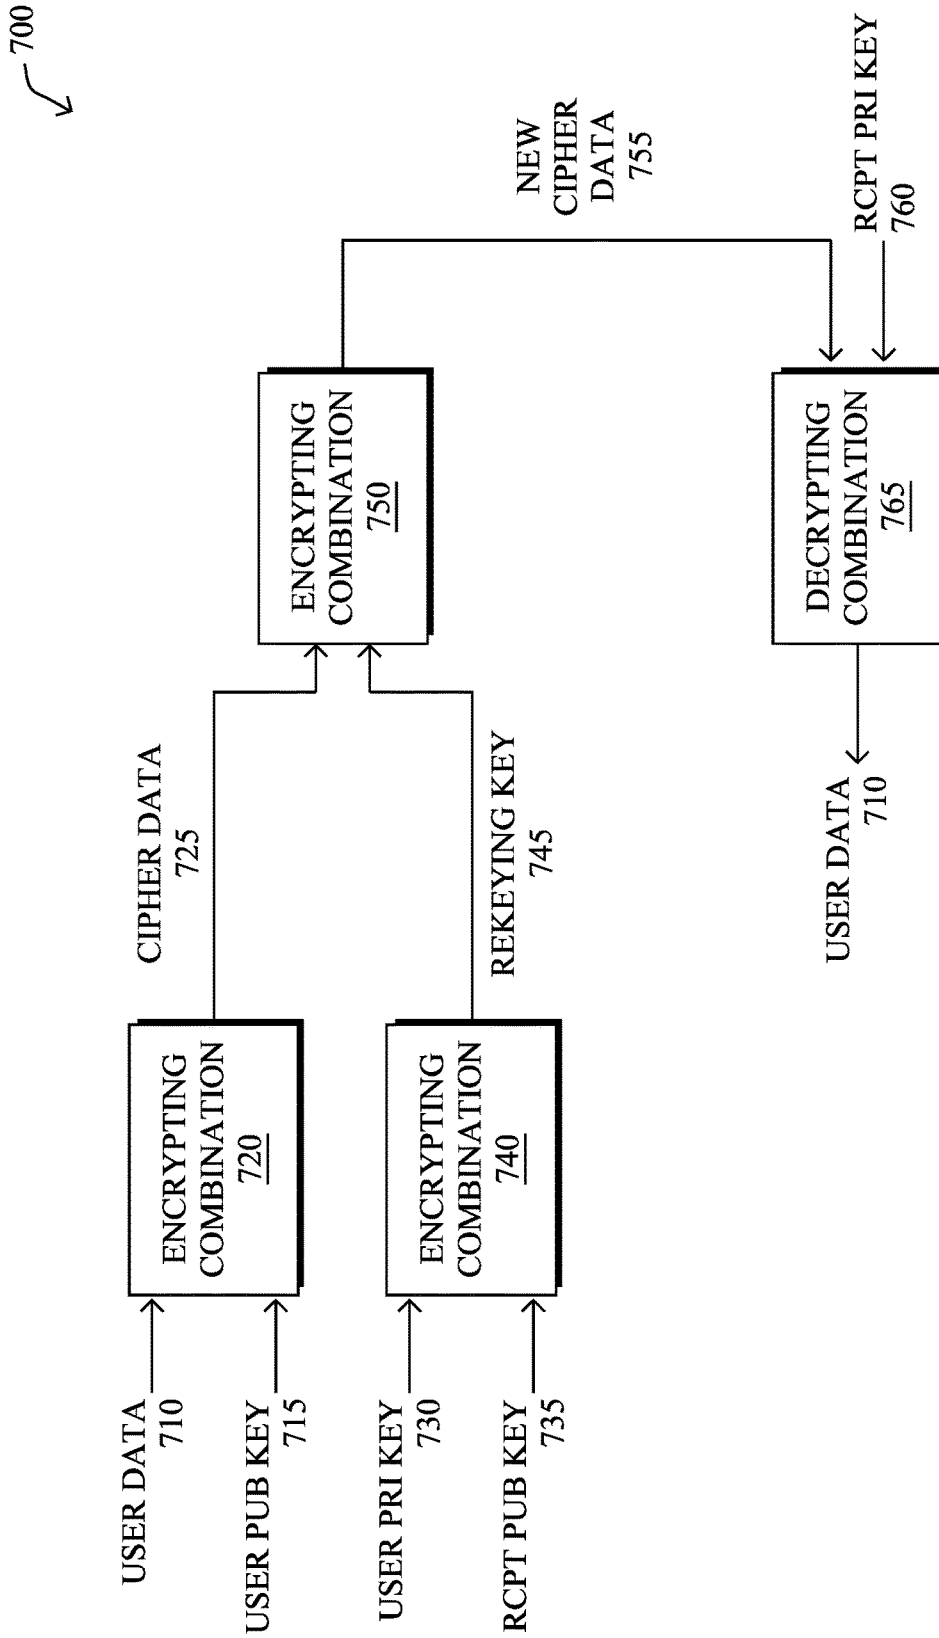 700
USER DATA
710
USER PUB KEY
715
ENCRYPTING
COMBINATION
720
CIPHER DATA
725
USER PRI KEY
730
RCPT PUB KEY
735
ENCRYPTING
COMBINATION
740
REKEYING KEY
745
ENCRYPTING
COMBINATION
750
NEW
CIPHER
DATA
755
RCPT PRI KEY
760
DECRYPTING
COMBINATION
765
USER DATA
710